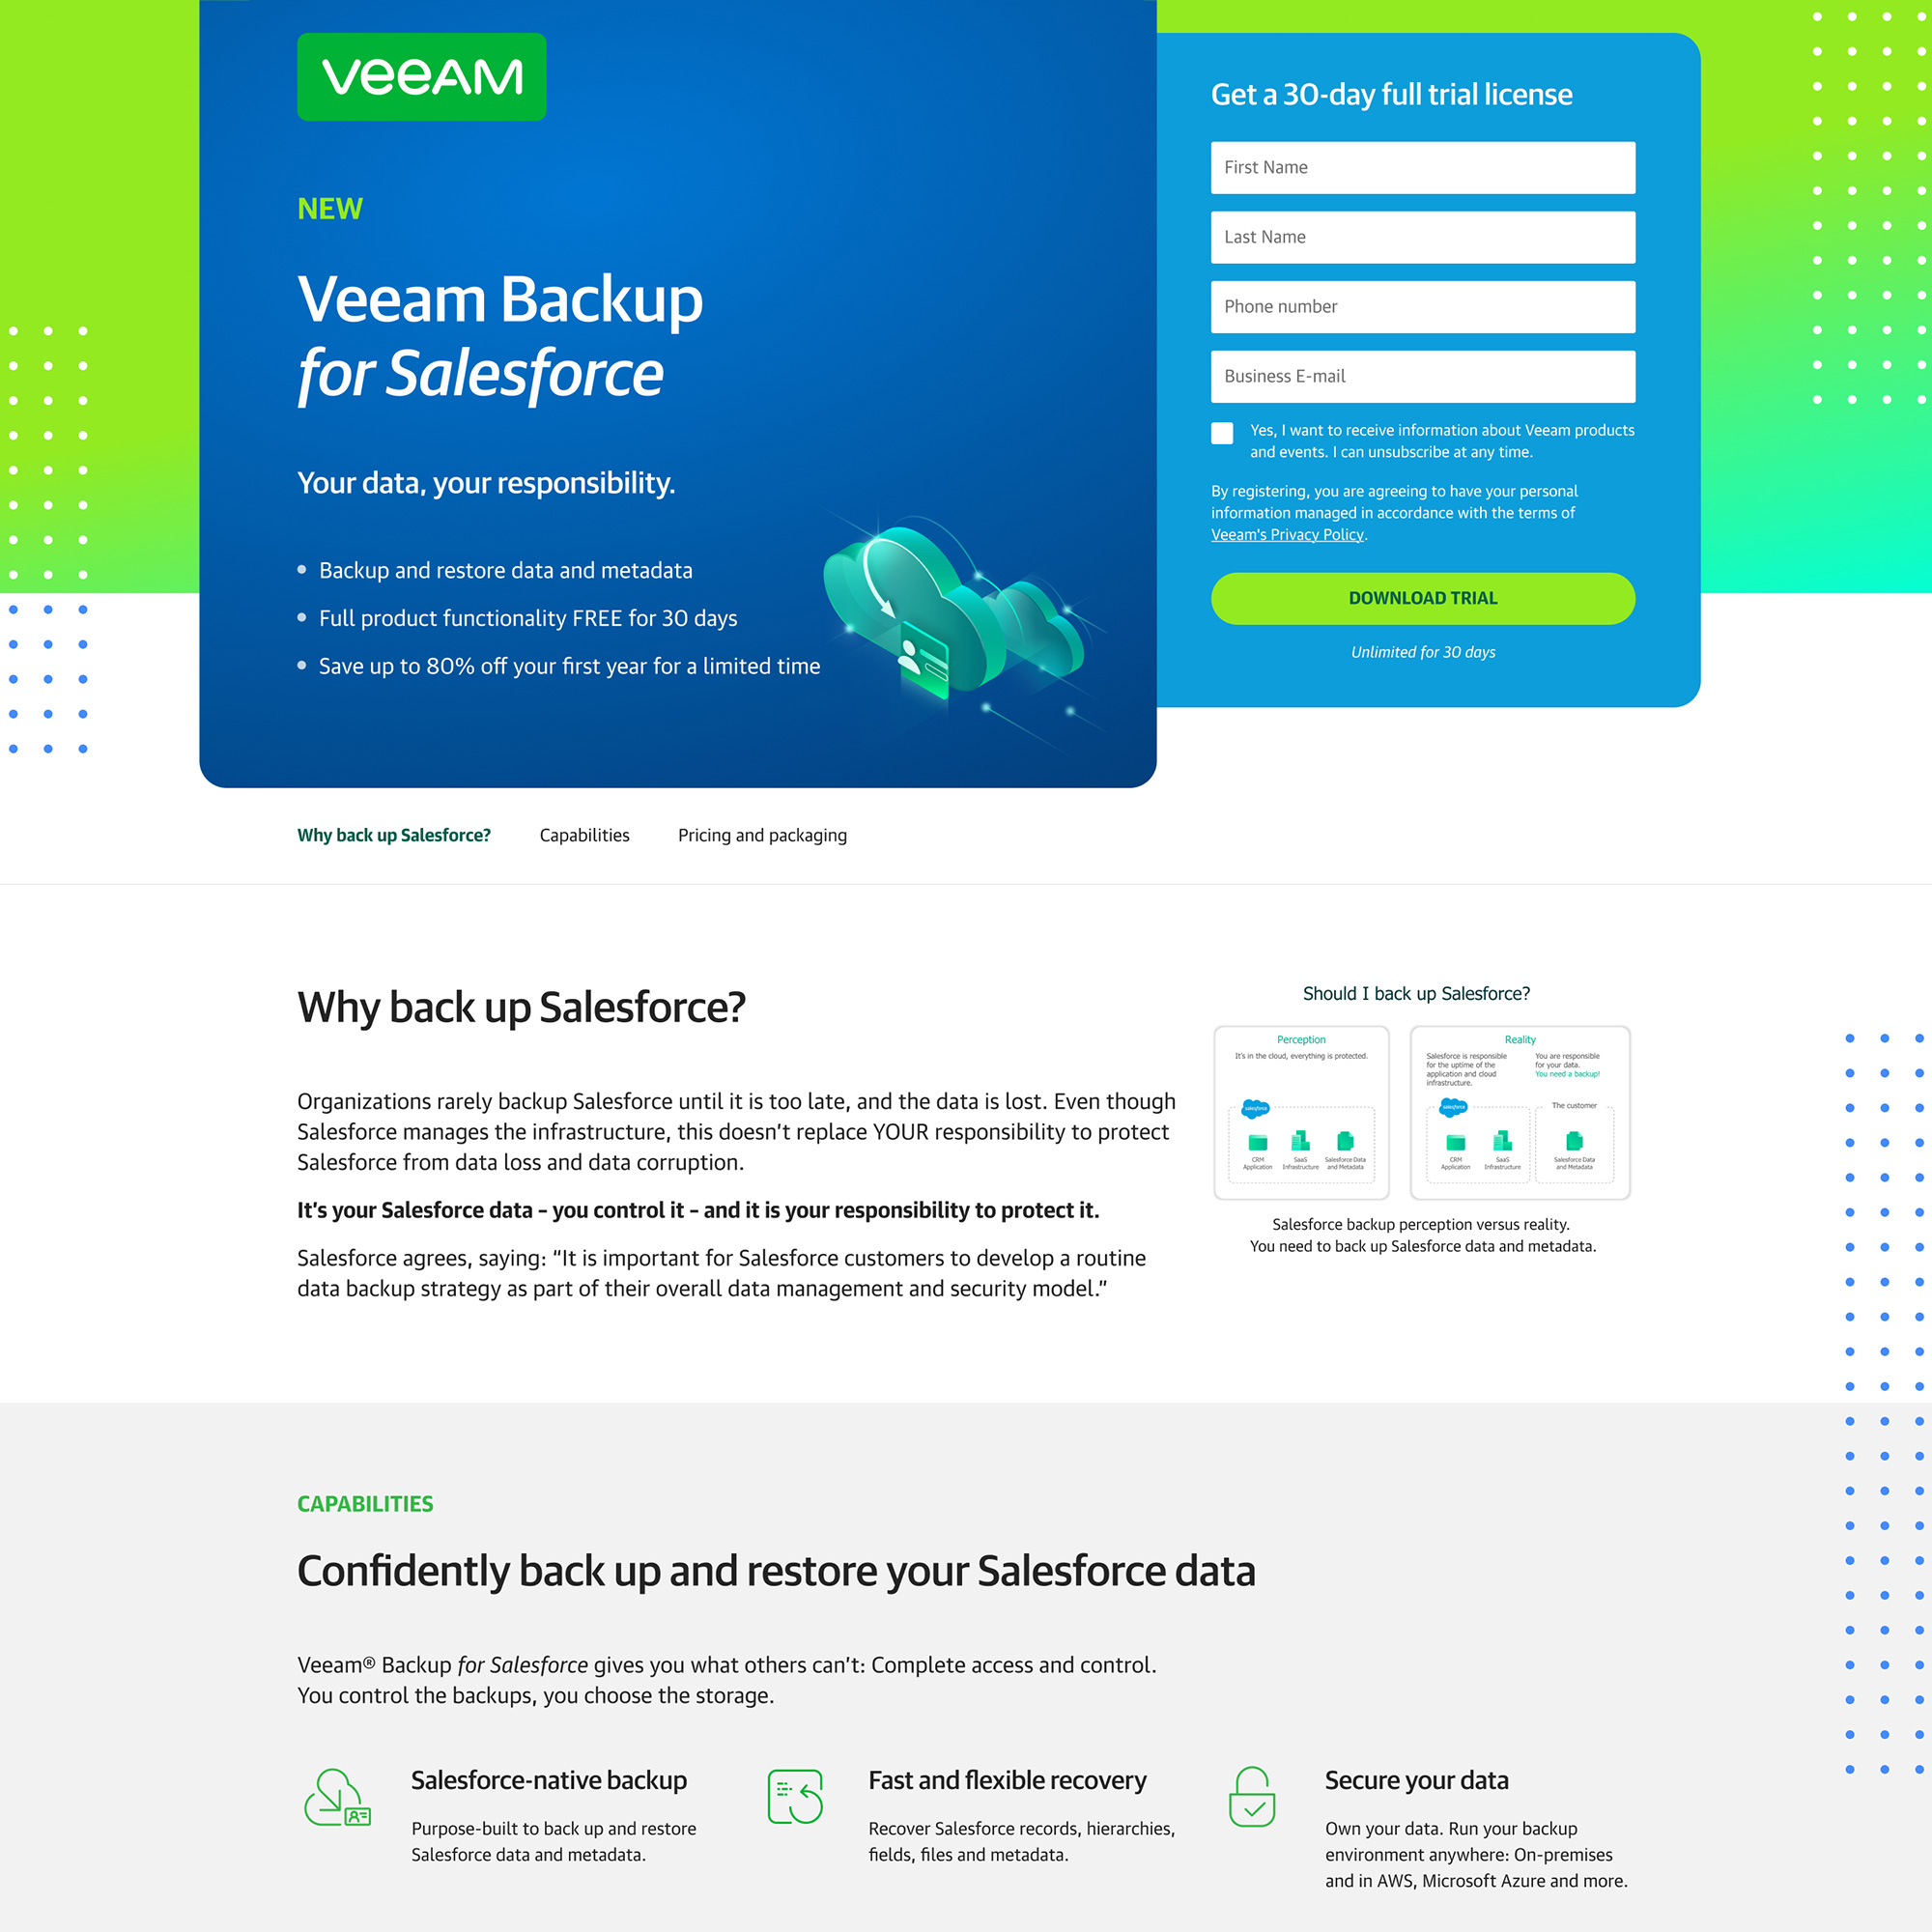 veeAM
NEW
Veeam Backup
for Salesforce
Your data, your responsibility.
Backup and restore data and metadata
Full product functionality FREE for 30 days
Save up to 80% off your first year for a limited time
Get a 30-day full trial license
First Name
Last Name
Phone number
Business E-mail
Yes, I want to receive information about Veeam products
and events. I can unsubscribe at any time.
By registering, you are agreeing to have your personal
information managed in accordance with the terms of
Veeam's Privacy Policy.
DOWNLOAD TRIAL
Unlimited for 30 days
Why back up Salesforce?
Capabilities
Pricing and packaging
Why back up Salesforce?
Organizations rarely backup Salesforce until it is too late, and the data is lost. Even though
Salesforce manages the infrastructure, this doesn’t replace YOUR responsibility to protect
Salesforce from data loss and data corruption.
It’s your Salesforce data – you control it – and it is your responsibility to protect it.
Salesforce agrees, saying: “It is important for Salesforce customers to develop a routine
data backup strategy as part of their overall data management and security model.”
Should I back up Salesforce?
Perception
It's in the cloud, everything is protected.
salesforce
CRM
Application
SaaS
Infrastructure
Salesforce Data
and Metadata
Reality
Salesforce is responsible
for the uptime of the
application and cloud
infrastructure.
You are responsible
for your data.
You need a backup!
salesforce
The customer
CRM
Application
SaaS
Infrastructure
Salesforce Data
and Metadata
Salesforce backup perception versus reality.
You need to back up Salesforce data and metadata.
CAPABILITIES
Confidently back up and restore your Salesforce data
Veeam® Backup for Salesforce gives you what others can’t: Complete access and control.
You control the backups, you choose the storage.
Salesforce-native backup
Purpose-built to back up and restore
Salesforce data and metadata.
Fast and flexible recovery
Recover Salesforce records, hierarchies,
fields, files and metadata.
Secure your data
Own your data. Run your backup
environment anywhere: On-premises
and in AWS, Microsoft Azure and more.